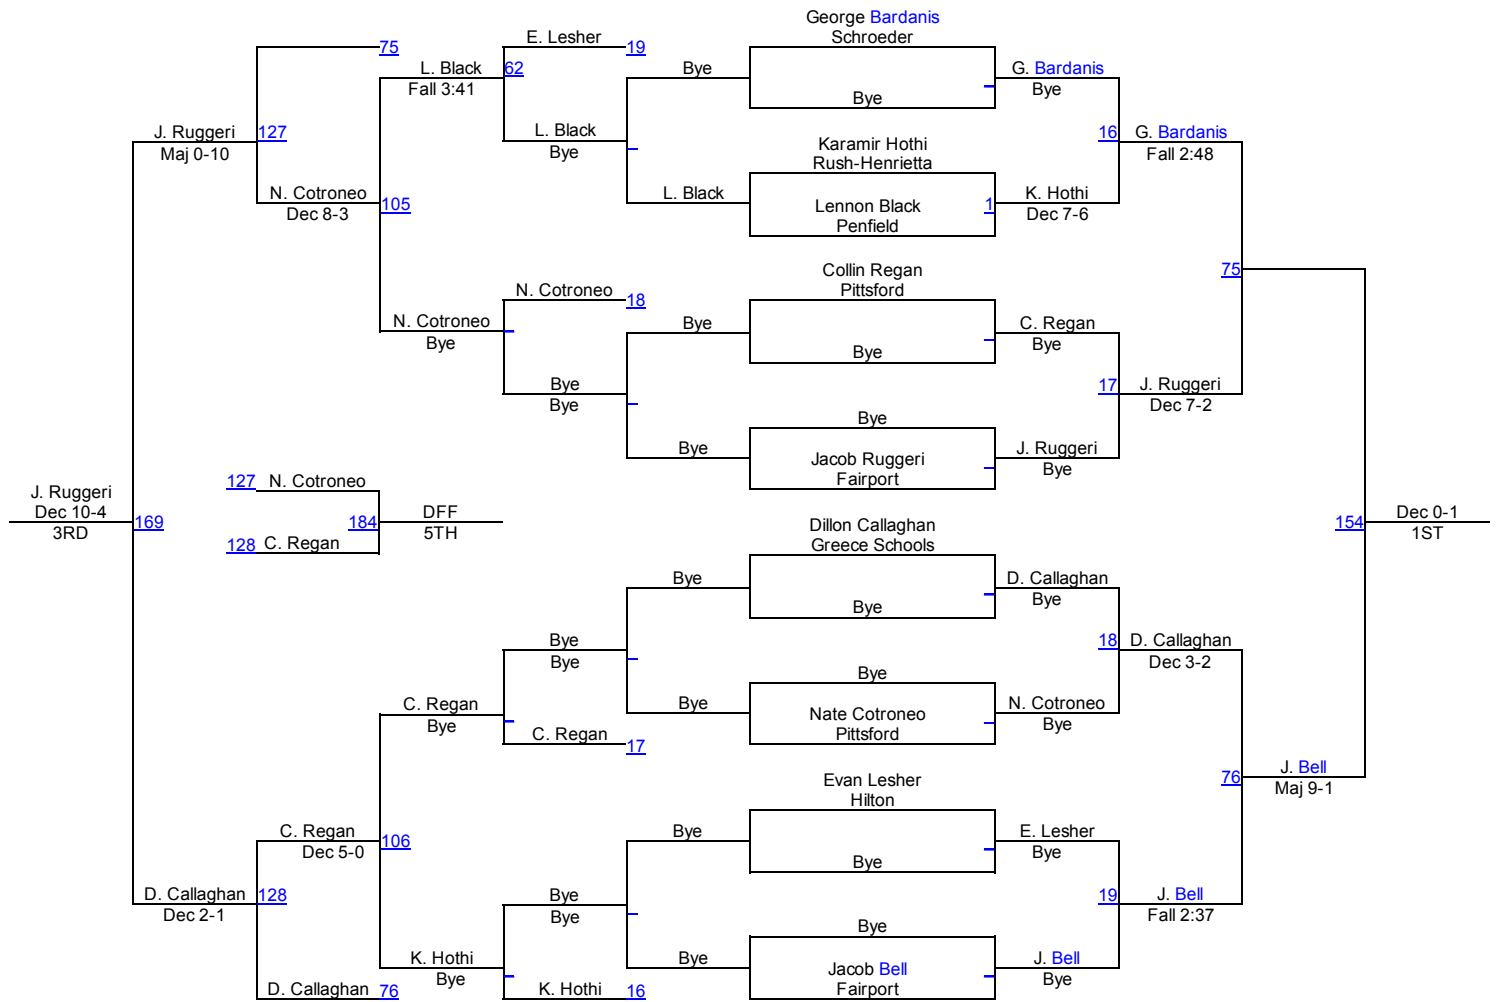 George Bardanis
Schroeder
E. Lesher
19
75
L. Black
62
Fall 3:41
Bye
G. Bardanis
Bye
Bye
J. Ruggeri
127
Maj 0-10
L. Black
Bye
Karamir Hothi
Rush-Henrietta
16
G. Bardanis
Fall 2:48
N. Cotroneo
Dec 8-3
105
L. Black
Lennon Black
Penfield
1
K. Hothi
Dec 7-6
Collin Regan
Pittsford
75
N. Cotroneo
18
N. Cotroneo
Bye
Bye
Bye
C. Regan
Bye
Bye
Bye
17
J. Ruggeri
Dec 7-2
Bye
Bye
Jacob Ruggeri
Fairport
J. Ruggeri
Bye
127
N. Cotroneo
J. Ruggeri
Dec 10-4
3RD
169
184
DFF
5TH
128
C. Regan
Dillon Callaghan
Greece Schools
154
Dec 0-1
1ST
Bye
Bye
D. Callaghan
Bye
Bye
Bye
18
D. Callaghan
Dec 3-2
C. Regan
Bye
Bye
Bye
Nate Cotroneo
Pittsford
N. Cotroneo
Bye
C. Regan
17
Evan Lesher
Hilton
76
J. Bell
Maj 9-1
C. Regan
Dec 5-0
106
Bye
Bye
E. Lesher
Bye
D. Callaghan
128
Dec 2-1
Bye
Bye
19
J. Bell
Fall 2:37
K. Hothi
Bye
Bye
Bye
Jacob Bell
Fairport
J. Bell
Bye
D. Callaghan
76
K. Hothi
16